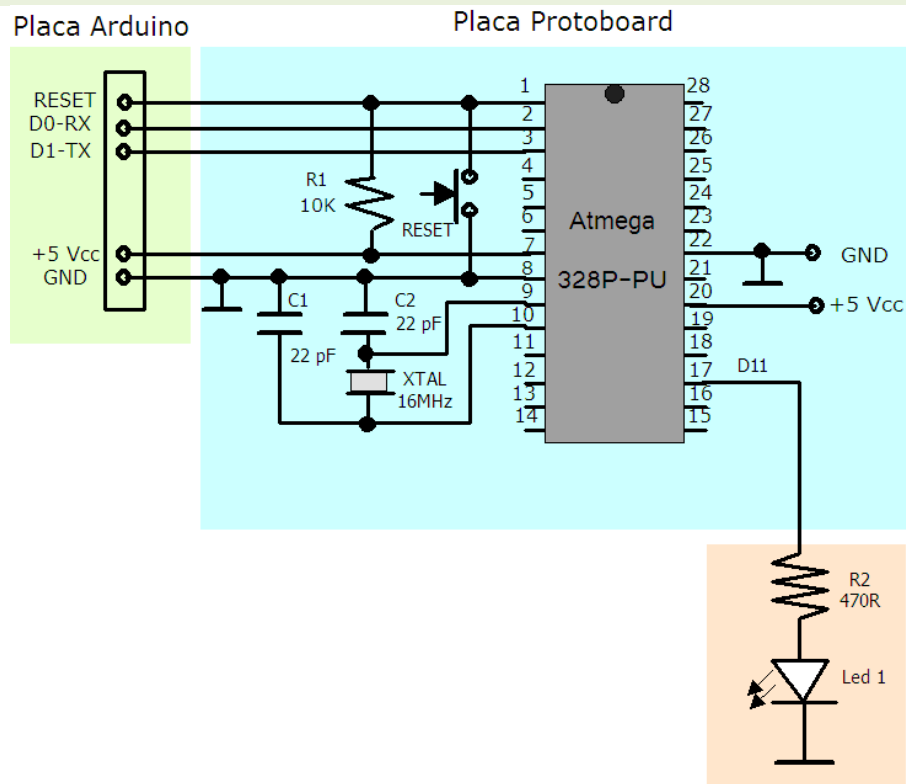 Placa Arduino
Placa Protoboard
RESET
D0-RX
D1-TX
+5 Vcc
GND
R1
10K
RESET
C1
22 pF
C2
22 pF
XTAL
16MHz
1
2
3
4
5
6
7
8
9
10
11
12
13
14
Atmega
328P-PU
28
27
26
25
24
23
22
21
20
19
18
17
16
15
GND
+5 Vcc
D11
R2
470R
Led 1